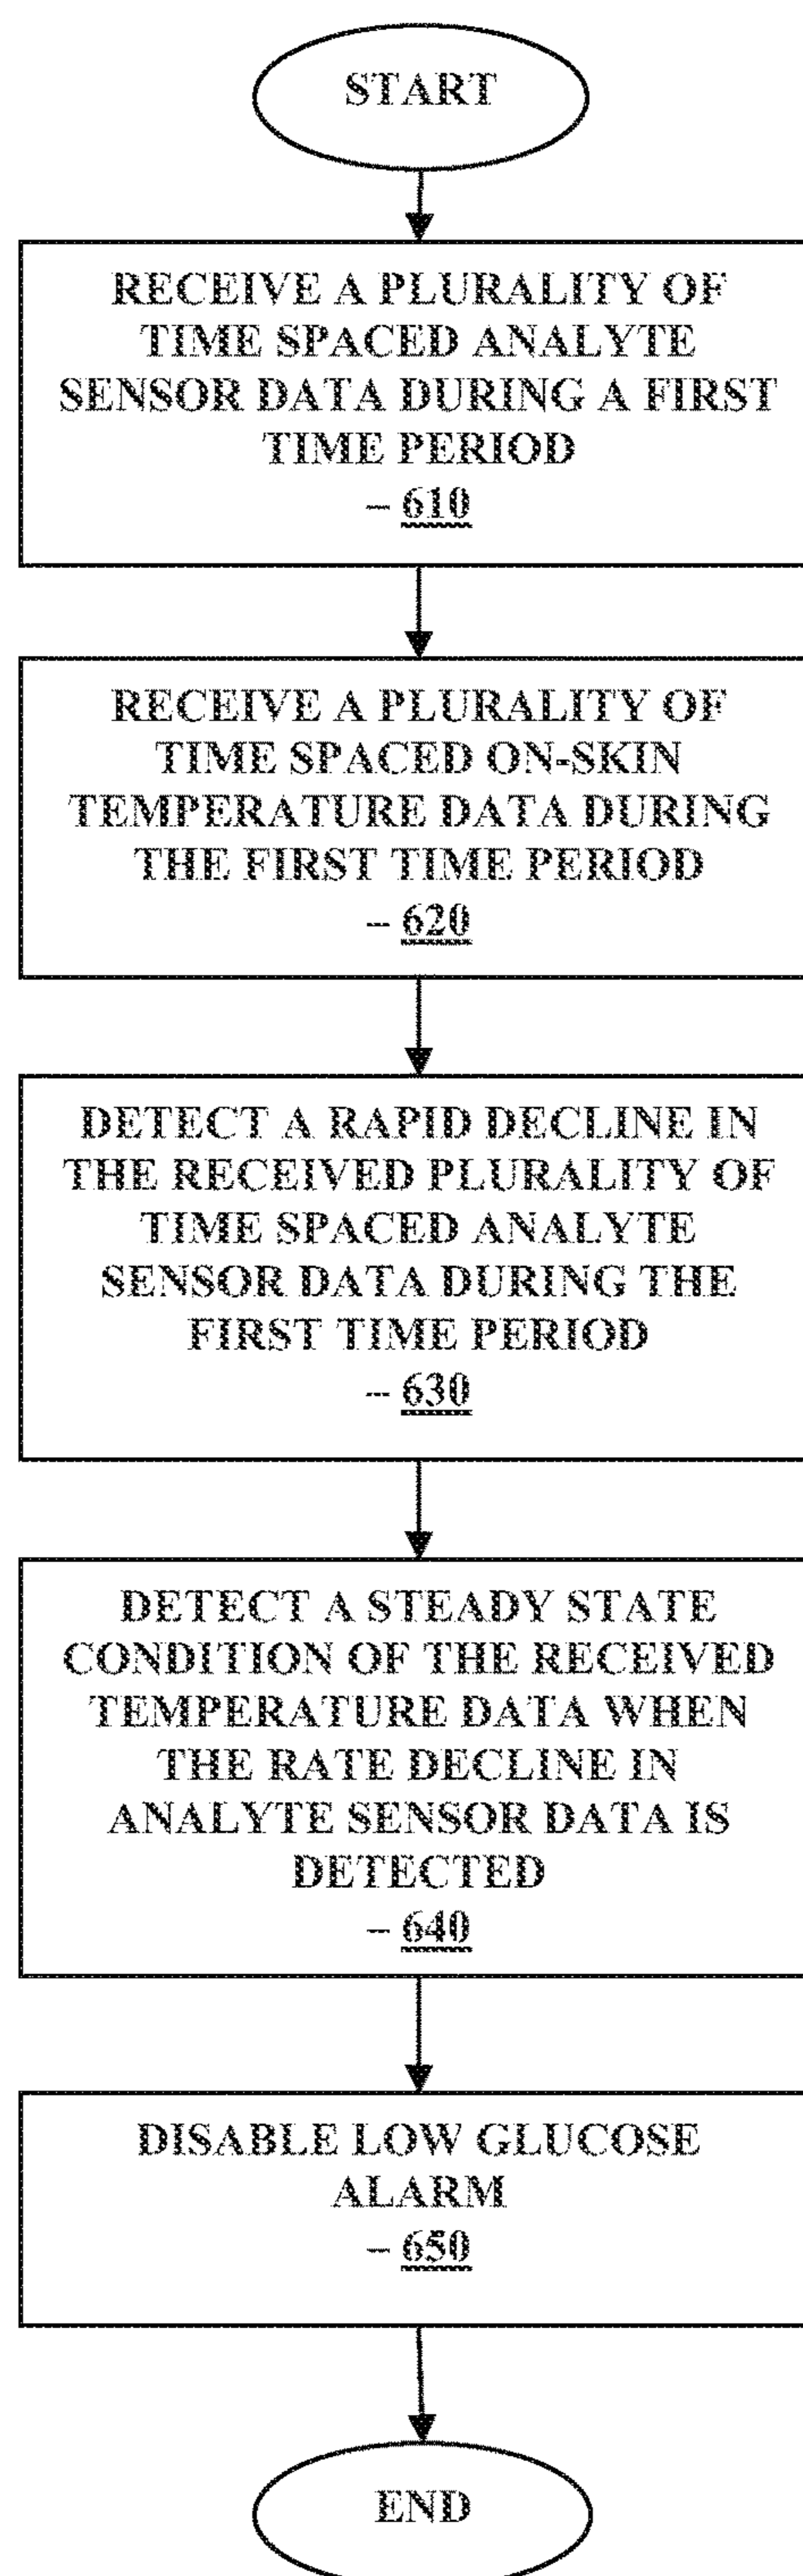 START
RECEIVE A PLURALITY OF
TIME SPACED ANALYTE
SENSOR DATA DURING A FIRST
TIME PERIOD
– 610
RECEIVE A PLURALITY OF
TIME SPACED ON-SKIN
TEMPERATURE DATA DURING
THE FIRST TIME PERIOD
– 620
DETECT A RAPID DECLINE IN
THE RECEIVED PLURALITY OF
TIME SPACED ANALYTE
SENSOR DATA DURING THE
FIRST TIME PERIOD
– 630
DETECT A STEADY STATE
CONDITION OF THE RECEIVED
TEMPERATURE DATA WHEN
THE RATE DECLINE IN
ANALYTE SENSOR DATA IS
DETECTED
– 640
DISABLE LOW GLUCOSE
ALARM
– 650
END